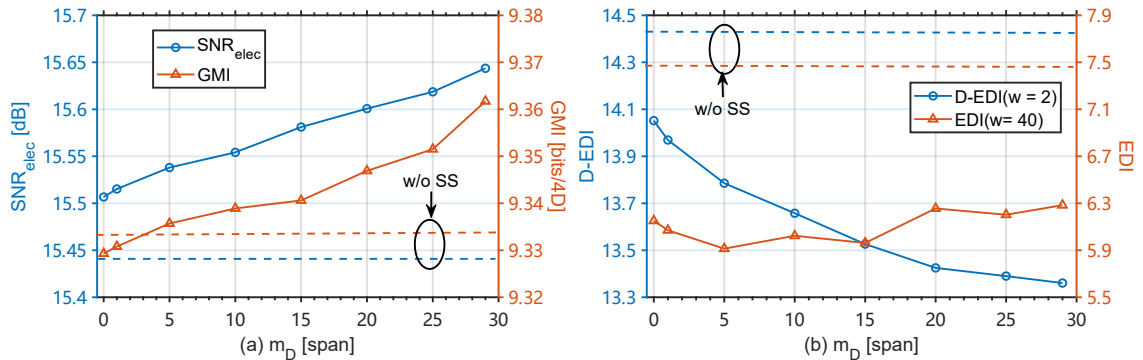 15.7
15.65
15.6
15.55
15.5
15.45
15.4
SNR_elec [dB]
SNR_elec
GMI
w/o SS
9.38
9.37
9.36
9.35
9.34
9.33
9.32
GMI [bits/4D]
0 5 10 15 20 25 30
(a) m_D [span]
14.5
14.3
14.1
13.9
13.7
13.5
13.3
D-EDI
w/o SS
D-EDI(w = 2)
EDI(w= 40)
7.9
7.5
7.1
6.7
6.3
5.9
5.5
EDI
0 5 10 15 20 25 30
(b) m_D [span]